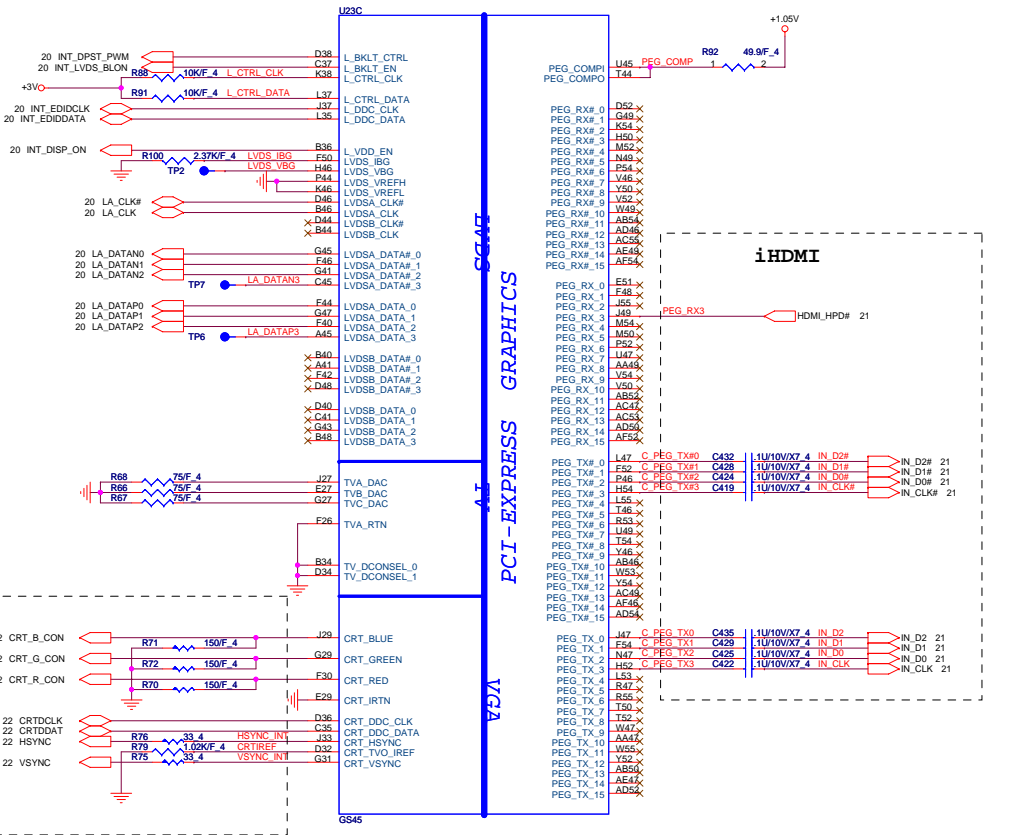 U23C
+1.05V
20 INT_DPST_PWM D38 L_BKLT_CTRL
20 INT_LVDS_BLON C37 L_BKLT_EN
R88 10K/F_4 L_CTRL_CLK K38 L_CTRL_CLK
+3V
R91 10K/F_4 L_CTRL_DATA L37 L_CTRL_DATA
20 INT_EDIDCLK J37 L_DDC_CLK
20 INT_EDIDDATA L35 L_DDC_DATA
20 INT_DISP_ON B36 L_VDD_EN
R100 2.37K/F_4 LVDS_IBG F50 LVDS_IBG
TP2 LVDS_VBG H46 LVDS_VBG
P44 LVDS_VREFH
K46 LVDS_VREFL
20 LA_CLK# D46 LVDSA_CLK#
20 LA_CLK B46 LVDSA_CLK
D44 LVDSB_CLK#
B44 LVDSB_CLK
20 LA_DATAN0 G45 LVDSA_DATA#_0
20 LA_DATAN1 F46 LVDSA_DATA#_1
20 LA_DATAN2 G41 LVDSA_DATA#_2
TP7 LA_DATAN3 C45 LVDSA_DATA#_3
20 LA_DATAP0 F44 LVDSA_DATA_0
20 LA_DATAP1 G47 LVDSA_DATA_1
20 LA_DATAP2 F40 LVDSA_DATA_2
TP6 LA_DATAP3 A45 LVDSA_DATA_3
B40 LVDSB_DATA#_0
A41 LVDSB_DATA#_1
F42 LVDSB_DATA#_2
D48 LVDSB_DATA#_3
D40 LVDSB_DATA_0
C41 LVDSB_DATA_1
G43 LVDSB_DATA_2
B48 LVDSB_DATA_3
R68 75/F_4 J27 TVA_DAC
R66 75/F_4 E27 TVB_DAC
R67 75/F_4 G27 TVC_DAC
F26 TVA_RTN
B34 TV_DCONSEL_0
D34 TV_DCONSEL_1
2 CRT_B_CON J29 CRT_BLUE
R71 150/F_4
2 CRT_G_CON G29 CRT_GREEN
R72 150/F_4
2 CRT_R_CON F30 CRT_RED
R70 150/F_4
E29 CRT_IRTN
22 CRTDCLK D36 CRT_DDC_CLK
22 CRTDDAT C35 CRT_DDC_DATA
22 HSYNC R76 33_4 HSYNC_INT J33 CRT_HSYNC
R79 1.02K/F_4 CRTIREF D32 CRT_TVO_IREF
22 VSYNC R75 33_4 VSYNC_INT G31 CRT_VSYNC
GS45
LVDS
TV
VGA
PCI-EXPRESS GRAPHICS
PEG_COMPI U45 PEG_COMP 1 R92 49.9/F_4 2
PEG_COMPO T44
PEG_RX#_0 D52
PEG_RX#_1 G49
PEG_RX#_2 K54
PEG_RX#_3 H50
PEG_RX#_4 M52
PEG_RX#_5 N49
PEG_RX#_6 P54
PEG_RX#_7 V46
PEG_RX#_8 Y50
PEG_RX#_9 V52
PEG_RX#_10 W49
PEG_RX#_11 AB54
PEG_RX#_12 AD46
PEG_RX#_13 AC55
PEG_RX#_14 AE49
PEG_RX#_15 AF54
iHDMI
PEG_RX_0 E51
PEG_RX_1 F48
PEG_RX_2 J55
PEG_RX_3 J49 PEG_RX3 HDMI_HPD# 21
PEG_RX_4 M54
PEG_RX_5 M50
PEG_RX_6 P52
PEG_RX_7 U47
PEG_RX_8 AA49
PEG_RX_9 V54
PEG_RX_10 V50
PEG_RX_11 AB52
PEG_RX_12 AC47
PEG_RX_13 AC53
PEG_RX_14 AD50
PEG_RX_15 AF52
PEG_TX#_0 L47 C_PEG_TX#0 C432 .1U/10V/X7_4 IN_D2# IN_D2# 21
PEG_TX#_1 F52 C_PEG_TX#1 C428 .1U/10V/X7_4 IN_D1# IN_D1# 21
PEG_TX#_2 P46 C_PEG_TX#2 C424 .1U/10V/X7_4 IN_D0# IN_D0# 21
PEG_TX#_3 H54 C_PEG_TX#3 C419 .1U/10V/X7_4 IN_CLK# IN_CLK# 21
PEG_TX#_4 L55
PEG_TX#_5 T46
PEG_TX#_6 R53
PEG_TX#_7 U49
PEG_TX#_8 T54
PEG_TX#_9 Y46
PEG_TX#_10 AB46
PEG_TX#_11 W53
PEG_TX#_12 Y54
PEG_TX#_13 AC49
PEG_TX#_14 AF46
PEG_TX#_15 AD54
PEG_TX_0 J47 C_PEG_TX0 C435 .1U/10V/X7_4 IN_D2 IN_D2 21
PEG_TX_1 F54 C_PEG_TX1 C429 .1U/10V/X7_4 IN_D1 IN_D1 21
PEG_TX_2 N47 C_PEG_TX2 C425 .1U/10V/X7_4 IN_D0 IN_D0 21
PEG_TX_3 H52 C_PEG_TX3 C422 .1U/10V/X7_4 IN_CLK IN_CLK 21
PEG_TX_4 L53
PEG_TX_5 R47
PEG_TX_6 R55
PEG_TX_7 T50
PEG_TX_8 T52
PEG_TX_9 W47
PEG_TX_10 AA47
PEG_TX_11 W55
PEG_TX_12 Y52
PEG_TX_13 AB50
PEG_TX_14 AE47
PEG_TX_15 AD52